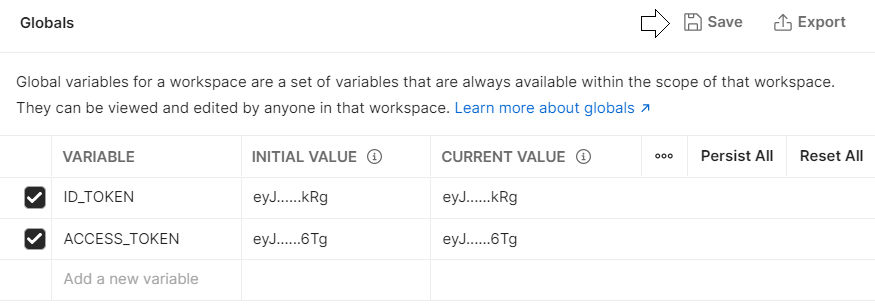 Globals Save Export
Global variables for a workspace are a set of variables that are always available within the scope of that workspace.
They can be viewed and edited by anyone in that workspace. Learn more about globals ↗
VARIABLE INITIAL VALUE CURRENT VALUE Persist All Reset All
ID_TOKEN eyJ......kRg eyJ......kRg
ACCESS_TOKEN eyJ......6Tg eyJ......6Tg
Add a new variable